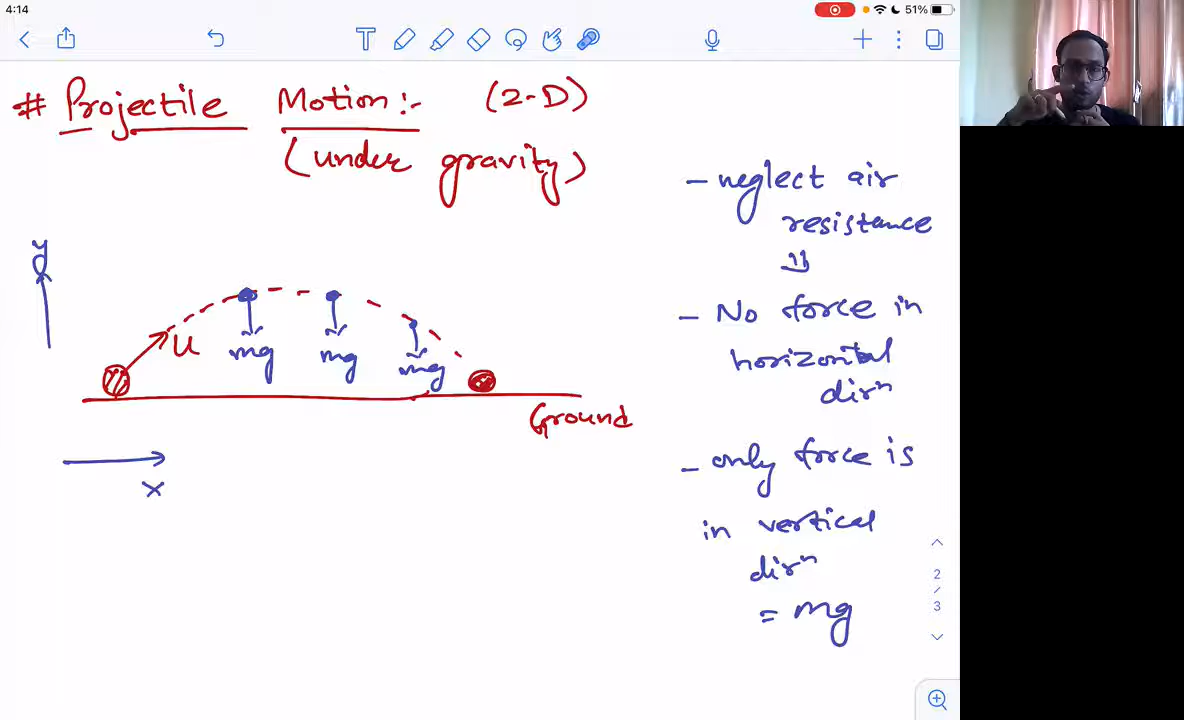 4:14
51%
# Projectile Motion:- (2-D)
(under gravity)
- neglect air
resistance
⇓
- No force in
horizontal
dirⁿ
- only force is
in vertical
dirⁿ
= mg
y
u
mg mg mg
Ground
x
2
/
3